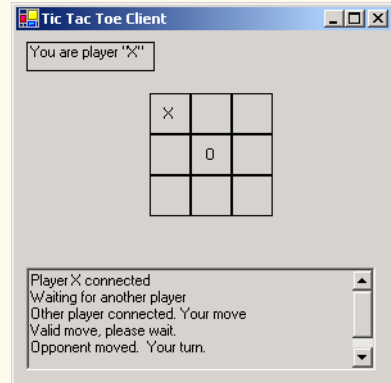 Tic Tac Toe Client
You are player "X"
X
O
Player X connected
Waiting for another player
Other player connected. Your move
Valid move, please wait.
Opponent moved.  Your turn.